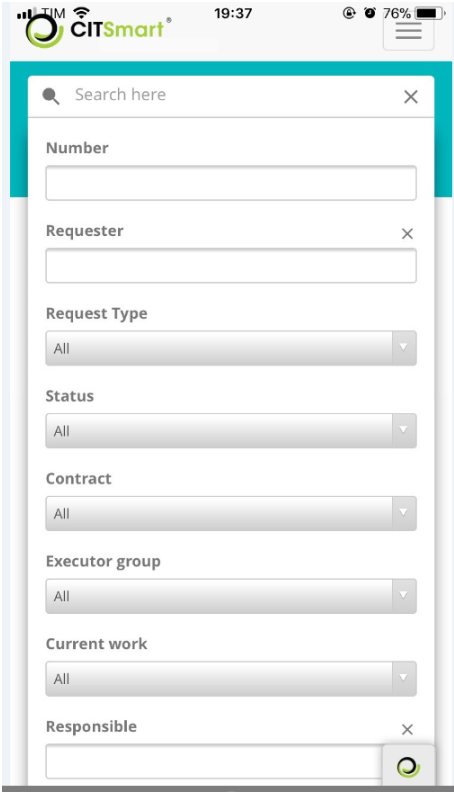 TIM 19:37 76%
CITSmart®
Search here
Number
Requester
Request Type
All
Status
All
Contract
All
Executor group
All
Current work
All
Responsible